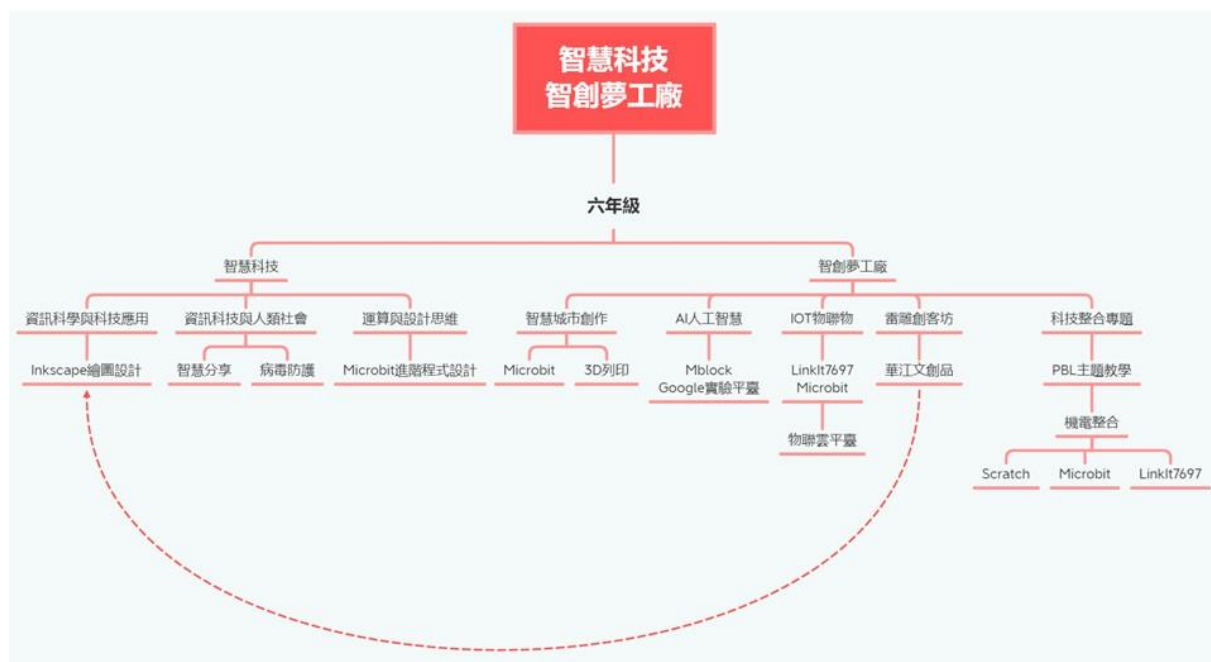 智慧科技
智創夢工廠
六年級
智慧科技
智創夢工廠
資訊科學與科技應用
資訊科技與人類社會
運算與設計思維
智慧城市創作
AI人工智慧
IOT物聯物
雷雕創客坊
科技整合專題
Inkscape繪圖設計
智慧分享
病毒防護
Microbit進階程式設計
Microbit
3D列印
Mblock
Google實驗平臺
LinkIt7697
Microbit
華江文創品
PBL主題教學
物聯雲平臺
機電整合
Scratch
Microbit
LinkIt7697